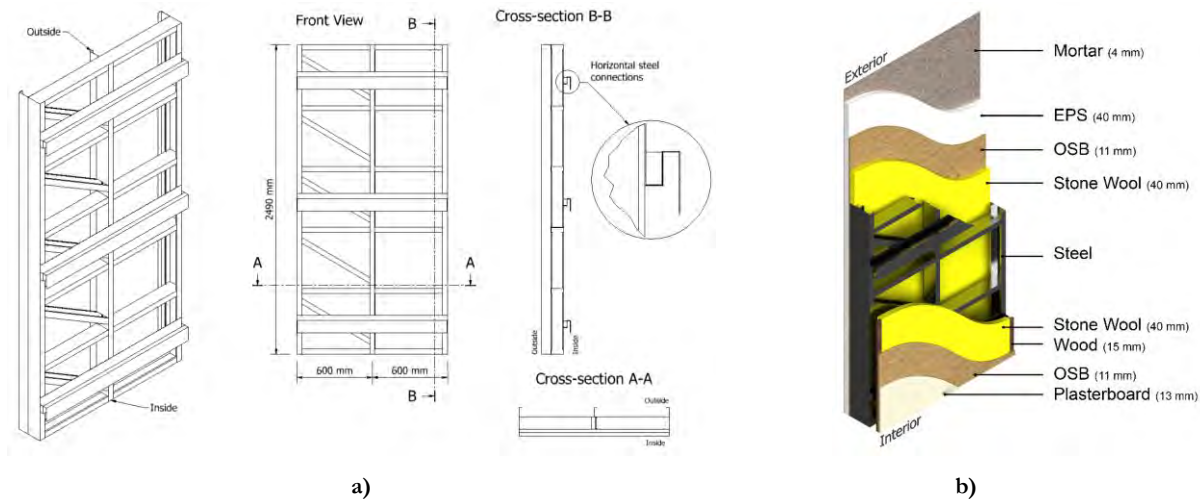 Outside
Inside
Front View
B
2490 mm
A
A
600 mm
600 mm
B
Cross-section B-B
Horizontal steel
connections
Outside
Inside
Cross-section A-A
Outside
Inside
a)
Exterior
Mortar (4 mm)
EPS (40 mm)
OSB (11 mm)
Stone Wool (40 mm)
Steel
Stone Wool (40 mm)
Wood (15 mm)
OSB (11 mm)
Plasterboard (13 mm)
Interior
b)